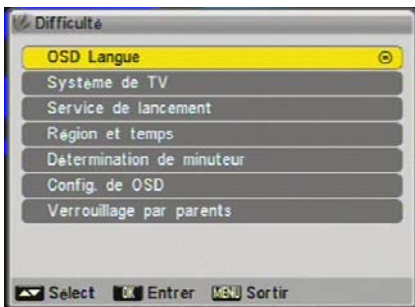 Difficulté
OSD Langue
Système de TV
Service de lancement
Région et temps
Détermination de minuteur
Config. de OSD
Verrouillage par parents
Sélect OK Entrer MENU Sortir